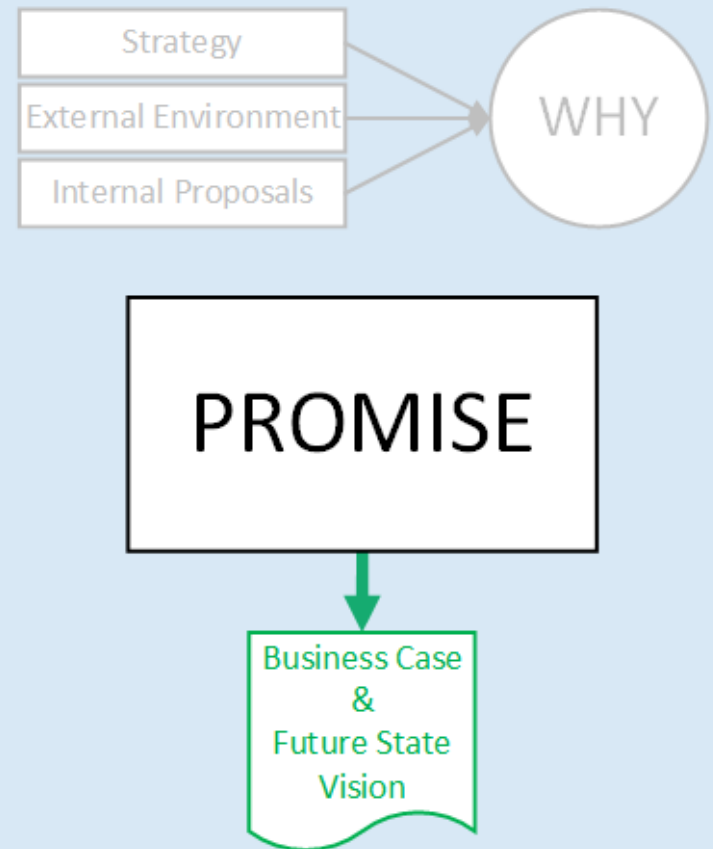 Strategy
External Environment
Internal Proposals
WHY
PROMISE
Business Case
&
Future State
Vision